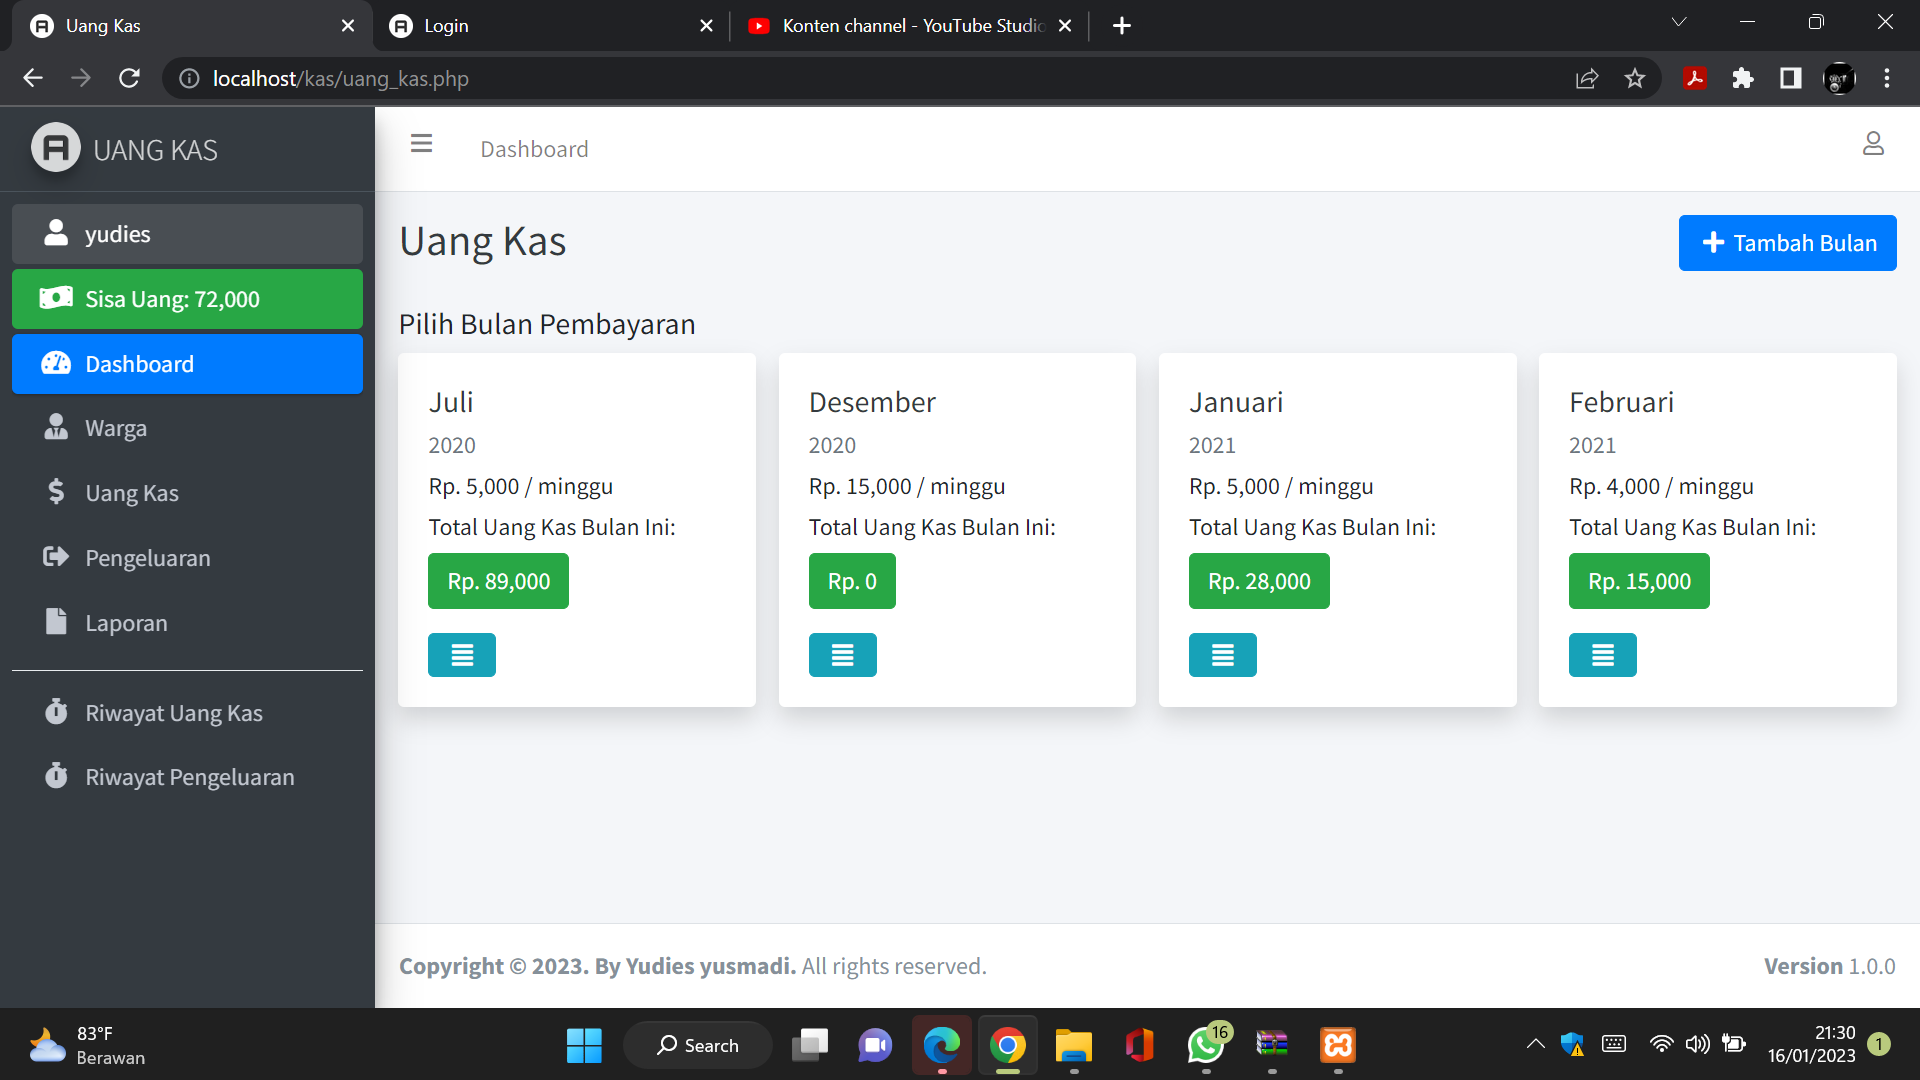 Uang Kas
Login
Konten channel - YouTube Studio
localhost/kas/uang_kas.php
UANG KAS
Dashboard
yudies
Sisa Uang: 72,000
Dashboard
Warga
Uang Kas
Pengeluaran
Laporan
Riwayat Uang Kas
Riwayat Pengeluaran
Uang Kas
Tambah Bulan
Pilih Bulan Pembayaran
Juli
2020
Rp. 5,000 / minggu
Total Uang Kas Bulan Ini:
Rp. 89,000
Desember
2020
Rp. 15,000 / minggu
Total Uang Kas Bulan Ini:
Rp. 0
Januari
2021
Rp. 5,000 / minggu
Total Uang Kas Bulan Ini:
Rp. 28,000
Februari
2021
Rp. 4,000 / minggu
Total Uang Kas Bulan Ini:
Rp. 15,000
Copyright © 2023. By Yudies yusmadi. All rights reserved.
Version 1.0.0
83°F
Berawan
Search
16
21:30
16/01/2023
1